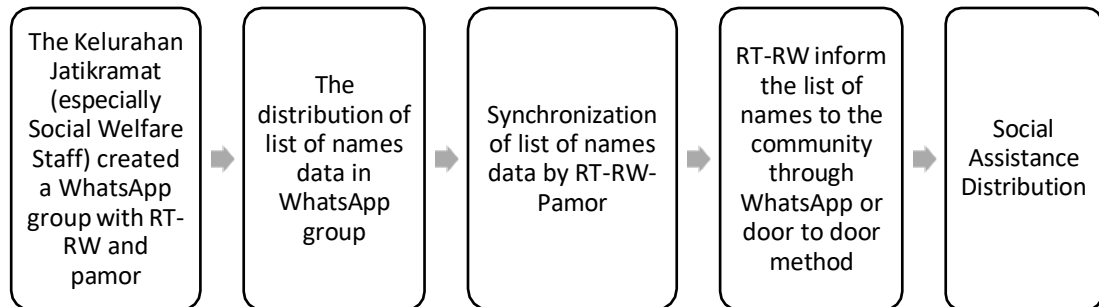 The Kelurahan
Jatikramat
(especially
Social Welfare
Staff) created
a WhatsApp
group with RT-
RW and
pamor
The
distribution of
list of names
data in
WhatsApp
group
Synchronization
of list of names
data by RT-RW-
Pamor
RT-RW inform
the list of
names to the
community
through
WhatsApp or
door to door
method
Social
Assistance
Distribution